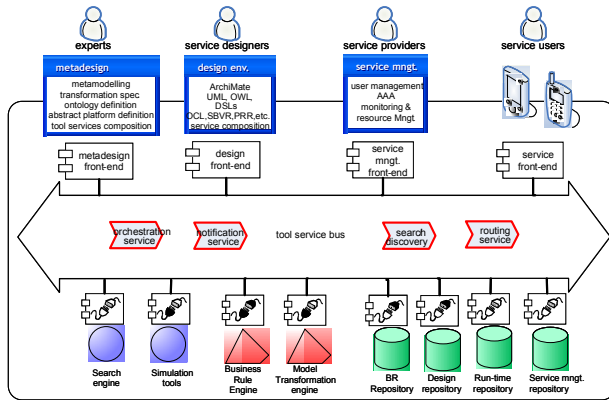 experts
service designers
service providers
service users
metadesign
metamodelling
transformation spec
ontology definition
abstract platform definition
tool services composition
design env.
ArchiMate
UML, OWL,
DSLs
OCL,SBVR,PRR,etc.
service composition
service mngt.
user management
AAA
monitoring &
resource Mngt.
metadesign
front-end
design
front-end
service
mngt.
front-end
service
front-end
orchestration
service
notification
service
tool service bus
search
discovery
routing
service
Search
engine
Simulation
tools
Business
Rule
Engine
Model
Transformation engine
BR
Repository
Design
repository
Run-time
repository
Service mngt.
repository